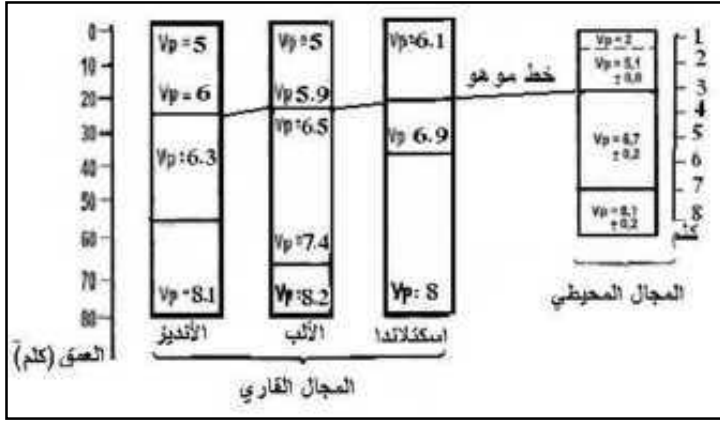 0
10
20
30
40
50
60
70
80
العمق (كلم)
Vp = 5
Vp = 6
Vp = 6.3
Vp = 8.1
الأنديز
Vp = 5
Vp 5.9
Vp = 6.5
Vp = 7.4
Vp = 8.2
الألب
Vp = 6.1
Vp 6.9
Vp: 8
اسكتلاندا
المجال القاري
خط موهو
Vp = 2
Vp = 5,1
Vp = 6,7
± 0,2
± 0,2
1
2
3
4
5
6
7
8
كلم
المجال المحيطي